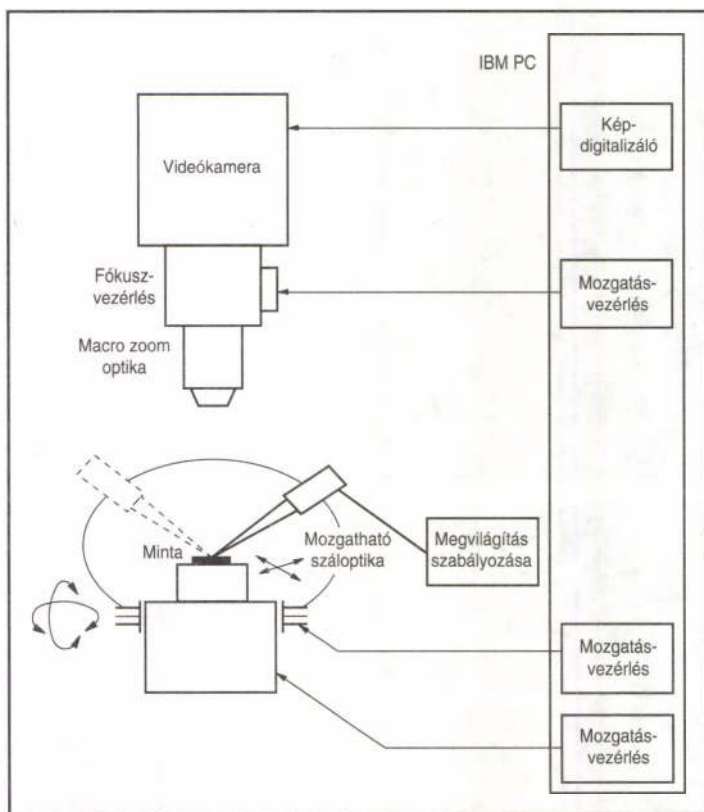 IBM PC
Kép-
digitalizáló
Videókamera
Fókusz-
vezérlés
Mozgatás-
vezérlés
Macro zoom
optika
Minta
Mozgatható
száloptika
Megvilágítás
szabályozása
Mozgatás-
vezérlés
Mozgatás-
vezérlés